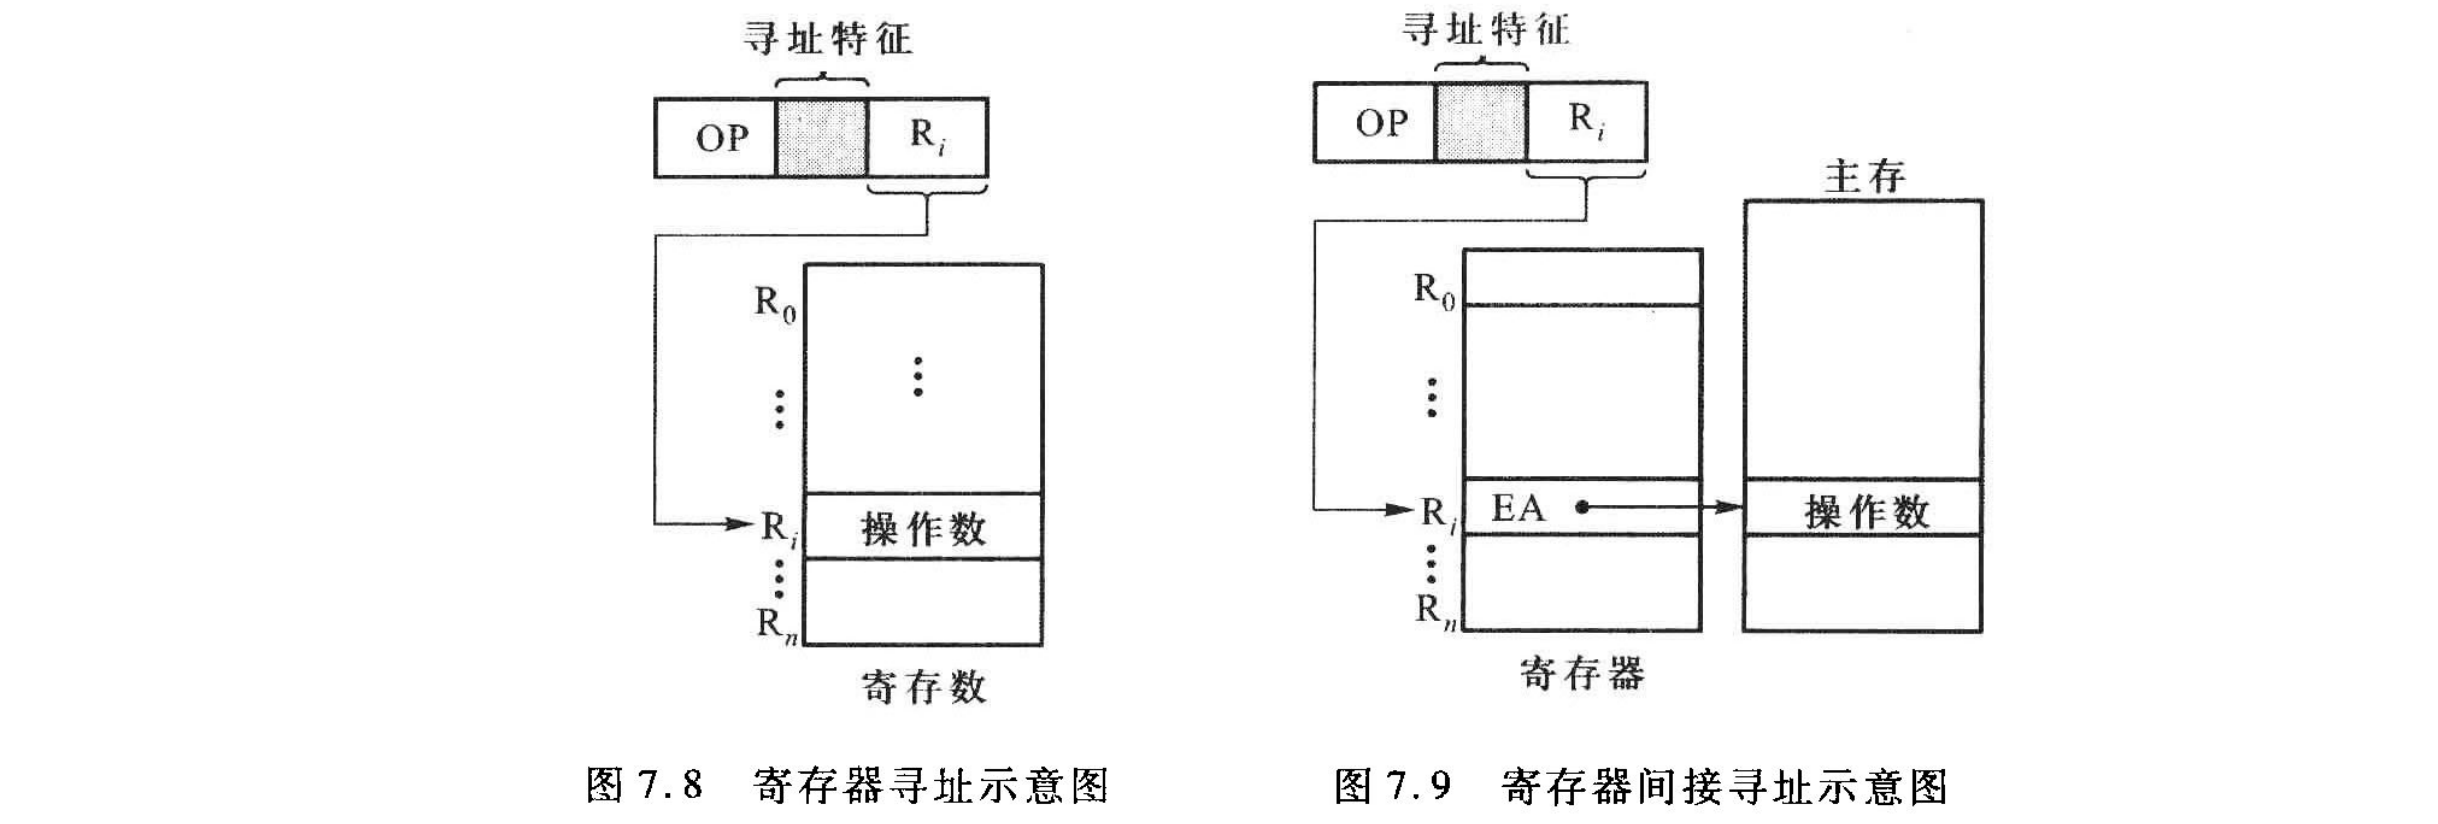 寻址特征
OP R_i
R_0
⋮
⋮
R_i 操作数
⋮
R_n
寄存数
图 7.8 寄存器寻址示意图
寻址特征
OP R_i
主存
R_0
⋮
R_i EA 操作数
⋮
R_n
寄存器
图 7.9 寄存器间接寻址示意图